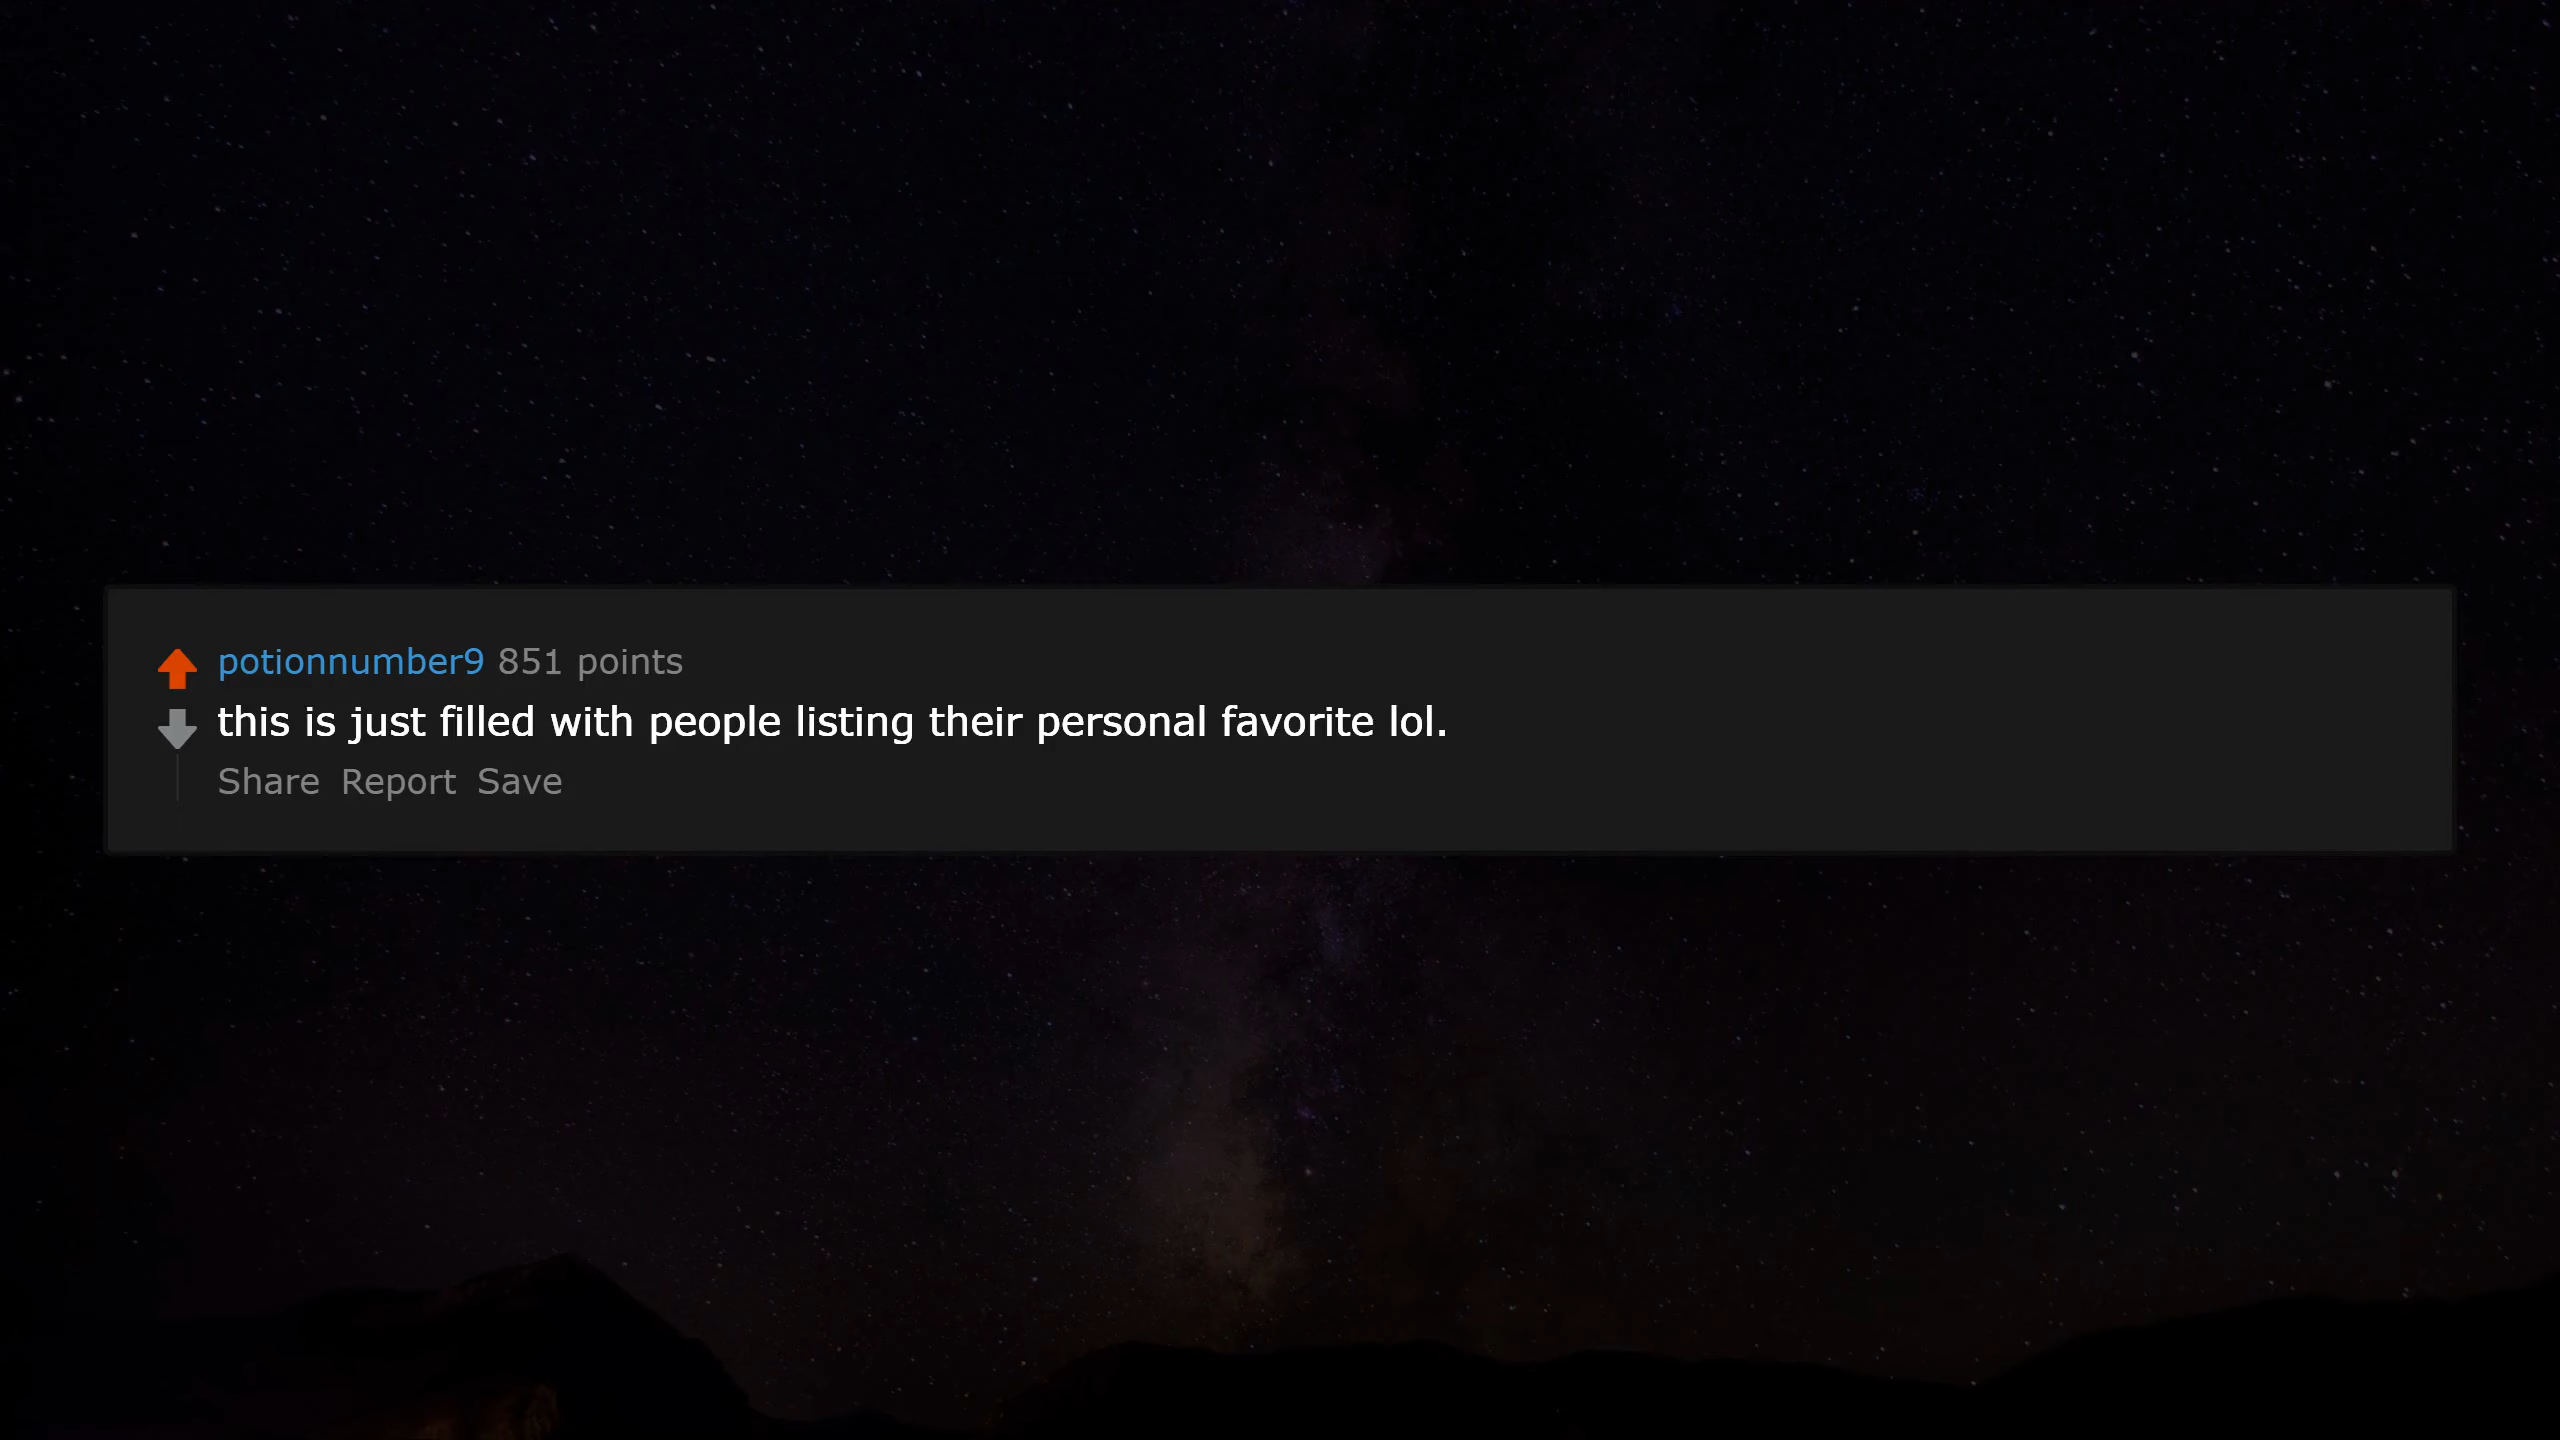 potionnumber9 851 points
this is just filled with people listing their personal favorite lol.
Share Report Save